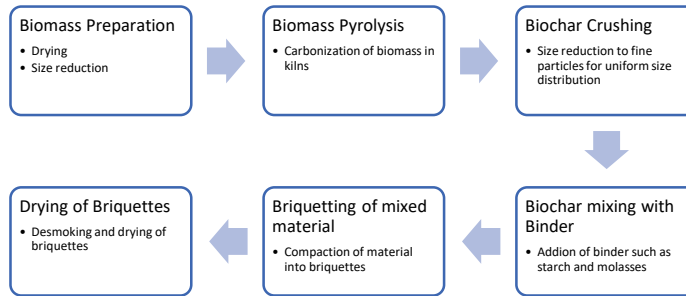 Biomass Preparation
• Drying
• Size reduction
Biomass Pyrolysis
• Carbonization of biomass in
kilns
Biochar Crushing
• Size reduction to fine
particles for uniform size
distribution
Biochar mixing with
Binder
• Addion of binder such as
starch and molasses
Briquetting of mixed
material
• Compaction of material
into briquettes
Drying of Briquettes
• Desmoking and drying of
briquettes